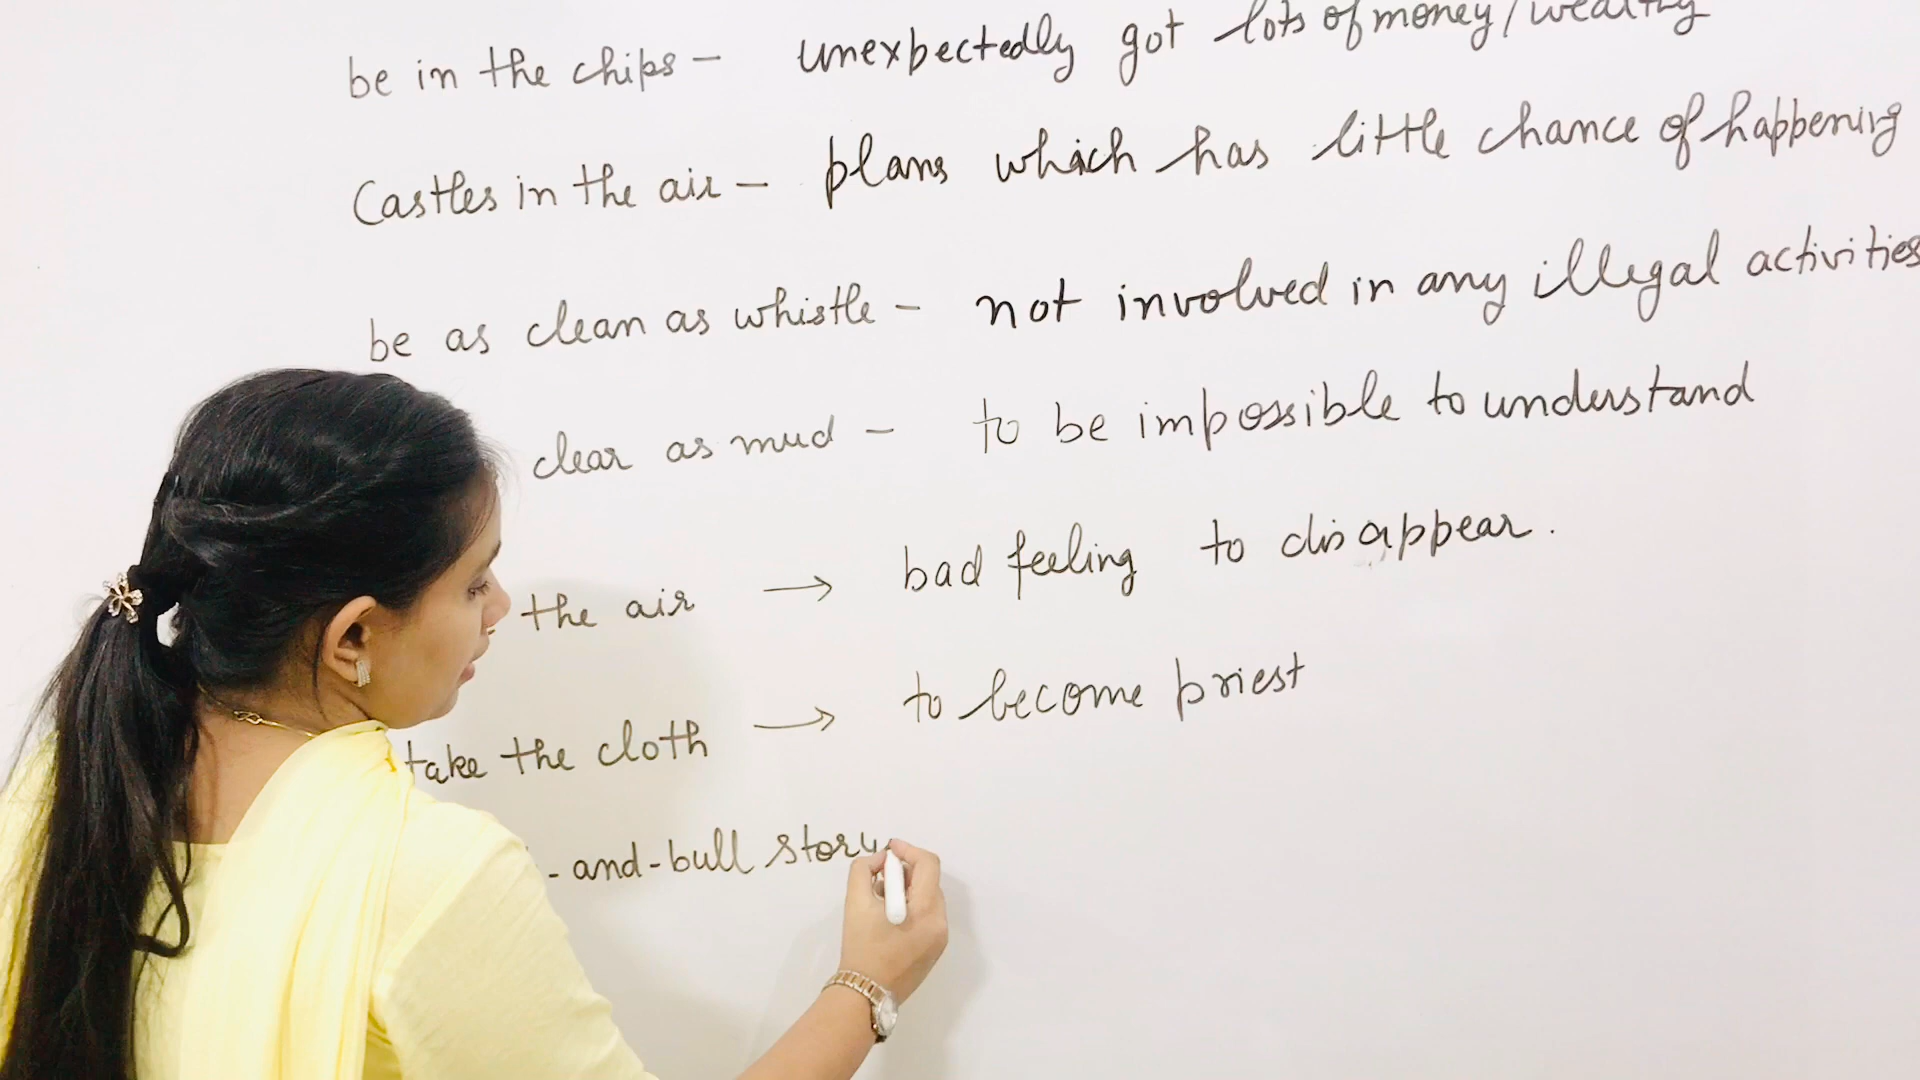 be in the chips – unexpectedly got lots of money/wealthy
Castles in the air – plans which has little chance of happening
be as clean as whistle – not involved in any illegal activities
clear as mud – to be impossible to understand
the air → bad feeling to disappear.
take the cloth → to become priest
-and-bull story